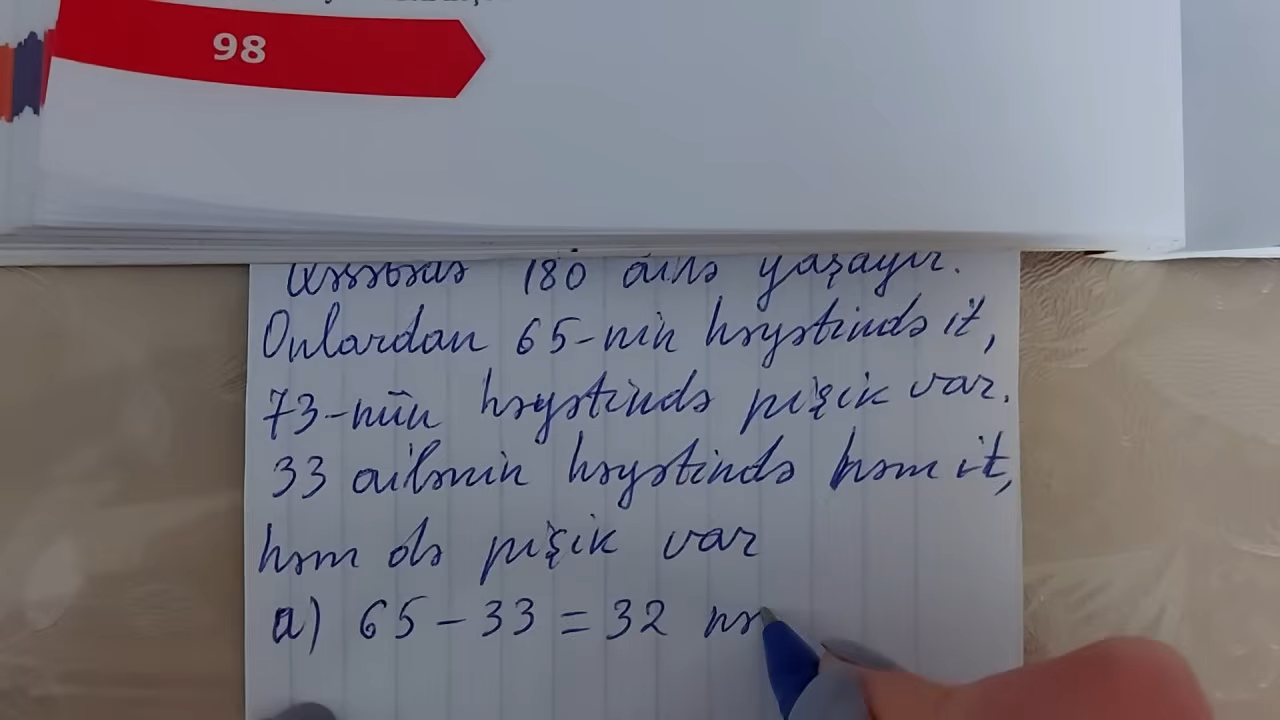 98
180 ailə yaşayır.
Onlardan 65-nin həyətində it,
73-nün həyətində pişik var.
33 ailənin həyətində həm it,
həm də pişik var
a) 65 - 33 = 32 nə